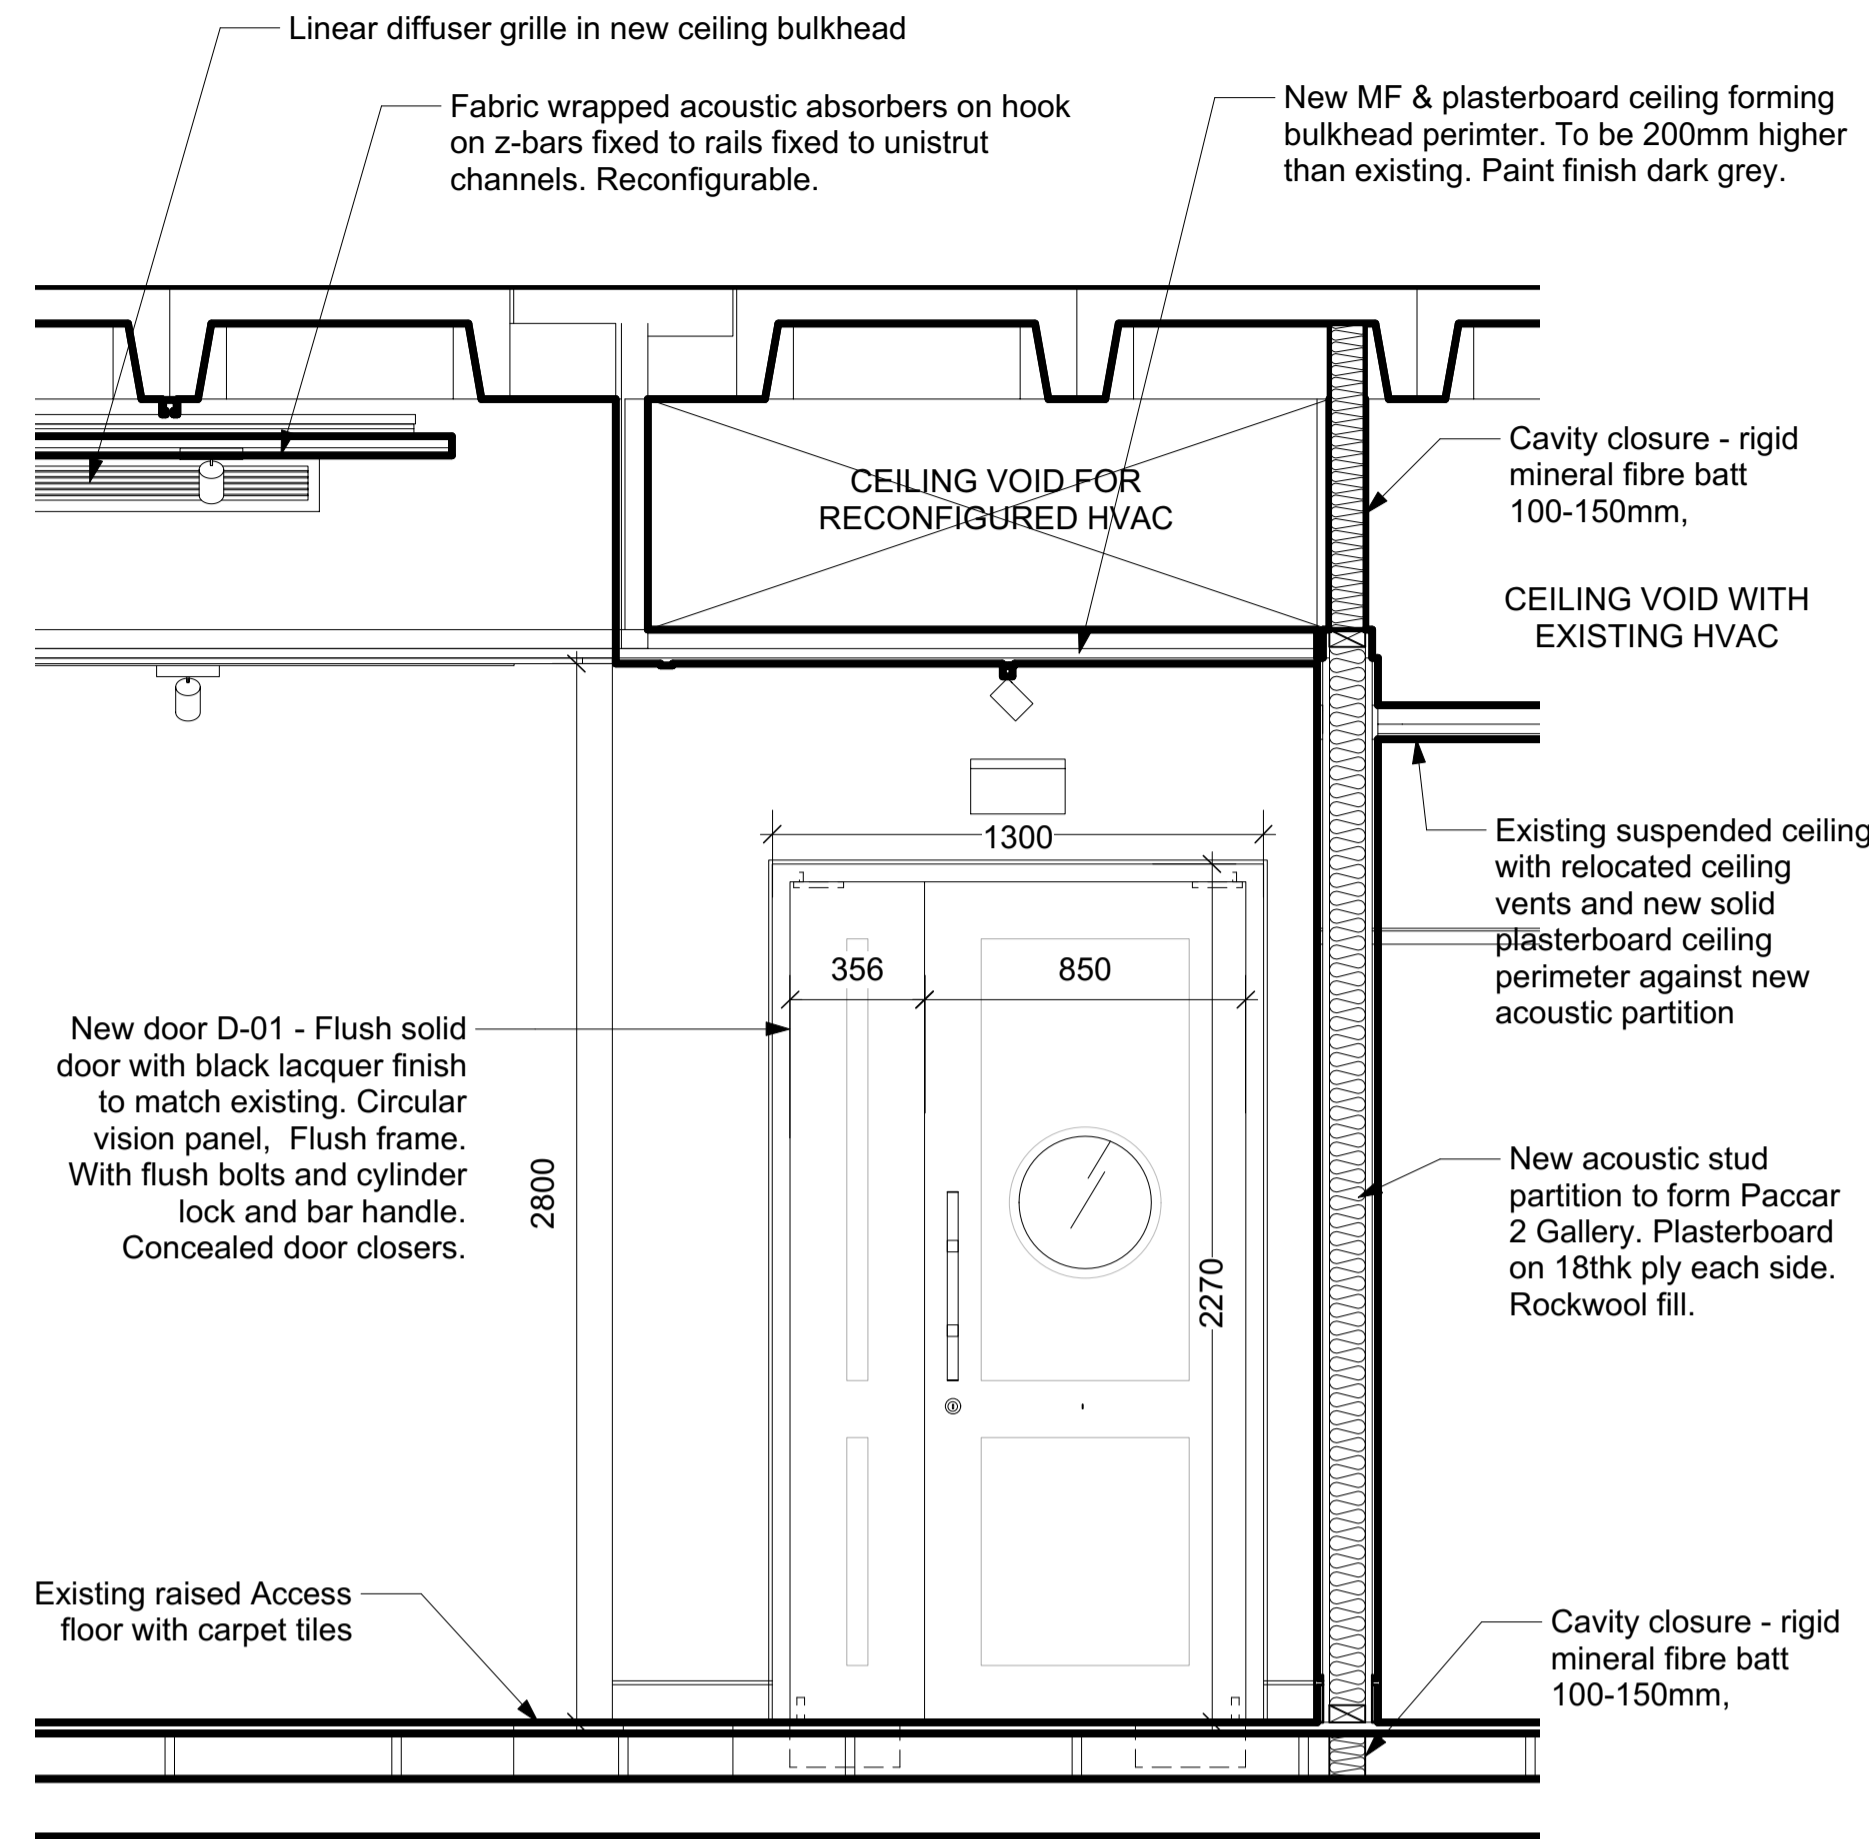 Linear diffuser grille in new ceiling bulkhead
Fabric wrapped acoustic absorbers on hook
on z-bars fixed to rails fixed to unistrut
channels. Reconfigurable.
New MF & plasterboard ceiling forming
bulkhead perimter. To be 200mm higher
than existing. Paint finish dark grey.
CEILING VOID FOR
RECONFIGURED HVAC
Cavity closure - rigid
mineral fibre batt
100-150mm,
CEILING VOID WITH
EXISTING HVAC
1300
Existing suspended ceiling
with relocated ceiling
vents and new solid
plasterboard ceiling
perimeter against new
acoustic partition
356
850
New door D-01 - Flush solid
door with black lacquer finish
to match existing. Circular
vision panel, Flush frame.
With flush bolts and cylinder
lock and bar handle.
Concealed door closers.
2800
2270
New acoustic stud
partition to form Paccar
2 Gallery. Plasterboard
on 18thk ply each side.
Rockwool fill.
Existing raised Access
floor with carpet tiles
Cavity closure - rigid
mineral fibre batt
100-150mm,